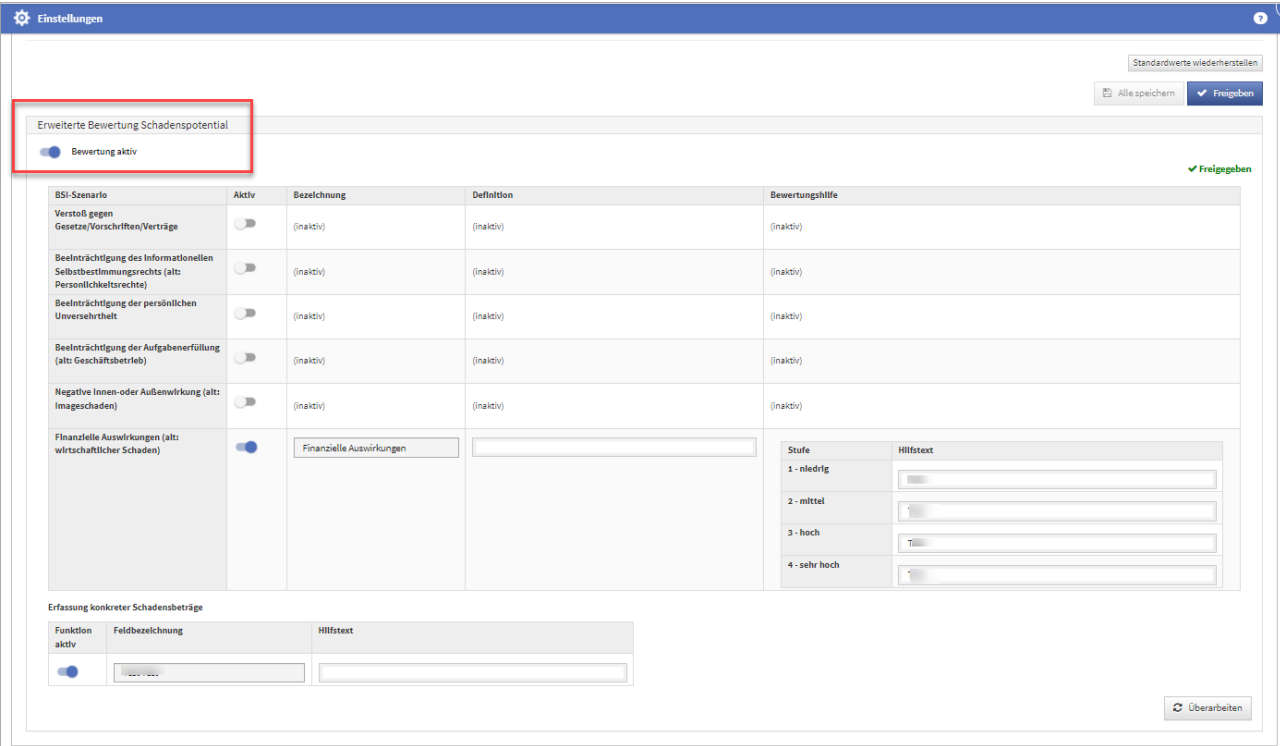 Einstellungen
?
Standardwerte wiederherstellen
Alle speichern
Freigeben
Erweiterte Bewertung Schadenspotential
Bewertung aktiv
Freigegeben
BSI-Szenario Aktiv Bezeichnung Definition Bewertungshilfe
Verstoß gegen
Gesetze/Vorschriften/Verträge
(inaktiv) (inaktiv) (inaktiv)
Beeinträchtigung des Informationellen
Selbstbestimmungsrechts (alt:
Personlichkeitsrechte)
(inaktiv) (inaktiv) (inaktiv)
Beeinträchtigung der persönlichen
Unversehrtheit
(inaktiv) (inaktiv) (inaktiv)
Beeinträchtigung der Aufgabenerfüllung
(alt: Geschäftsbetrieb)
(inaktiv) (inaktiv) (inaktiv)
Negative Innen-oder Außenwirkung (alt:
Imageschaden)
(inaktiv) (inaktiv) (inaktiv)
Finanzielle Auswirkungen (alt:
wirtschaftlicher Schaden)
Finanzielle Auswirkungen
Stufe Hilfstext
1 - niedrig
2 - mittel
3 - hoch
4 - sehr hoch
Erfassung konkreter Schadensbeträge
Funktion
aktiv
Feldbezeichnung Hilfstext
Überarbeiten